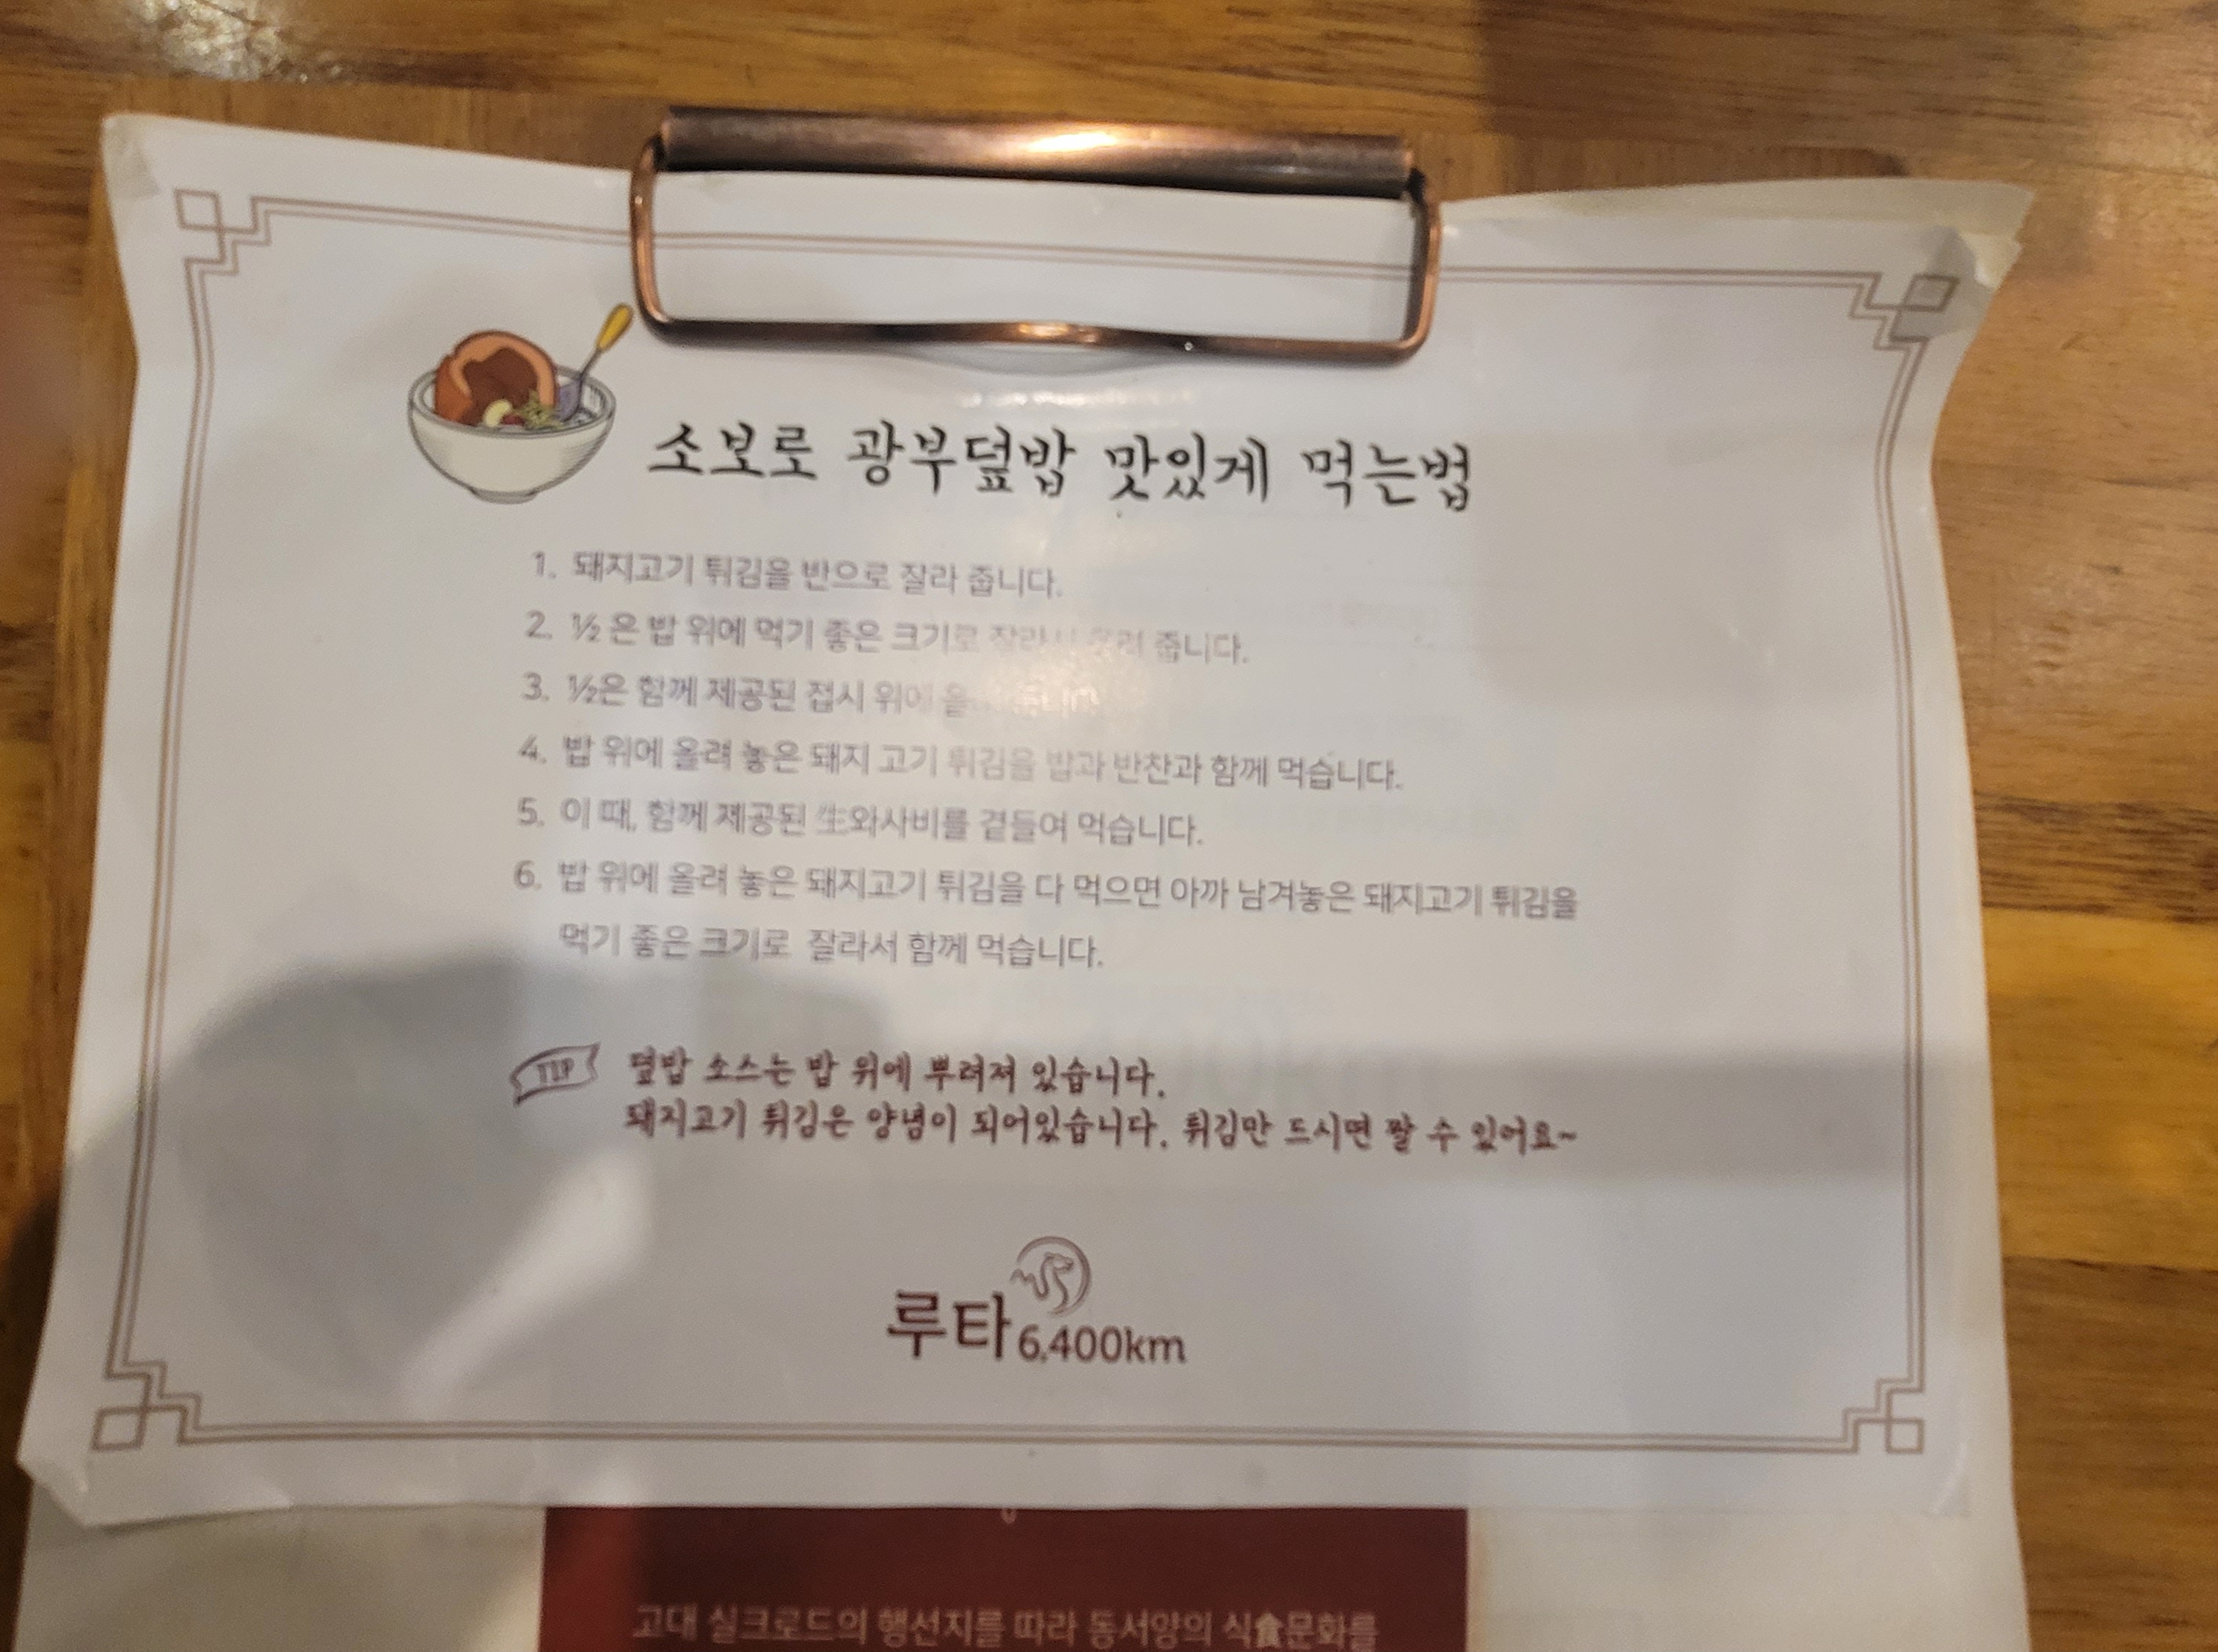 소보로 광부덮밥 맛있게 먹는법
1. 돼지고기 튀김을 반으로 잘라 줍니다.
2. ½ 은 밥 위에 먹기 좋은 크기로 잘라서 올려 줍니다.
3. ½은 함께 제공된 접시 위에
4. 밥 위에 올려 놓은 돼지 고기 튀김을 밥과 반찬과 함께 먹습니다.
5. 이 때, 함께 제공된 生와사비를 곁들여 먹습니다.
6. 밥 위에 올려 놓은 돼지고기 튀김을 다 먹으면 아까 남겨놓은 돼지고기 튀김을
먹기 좋은 크기로 잘라서 함께 먹습니다.
TIP 덮밥 소스는 밥 위에 뿌려져 있습니다.
돼지고기 튀김은 양념이 되어있습니다. 튀김만 드시면 짤 수 있어요~
루타 6,400km
고대 실크로드의 행선지를 따라 동서양의 식食문화를